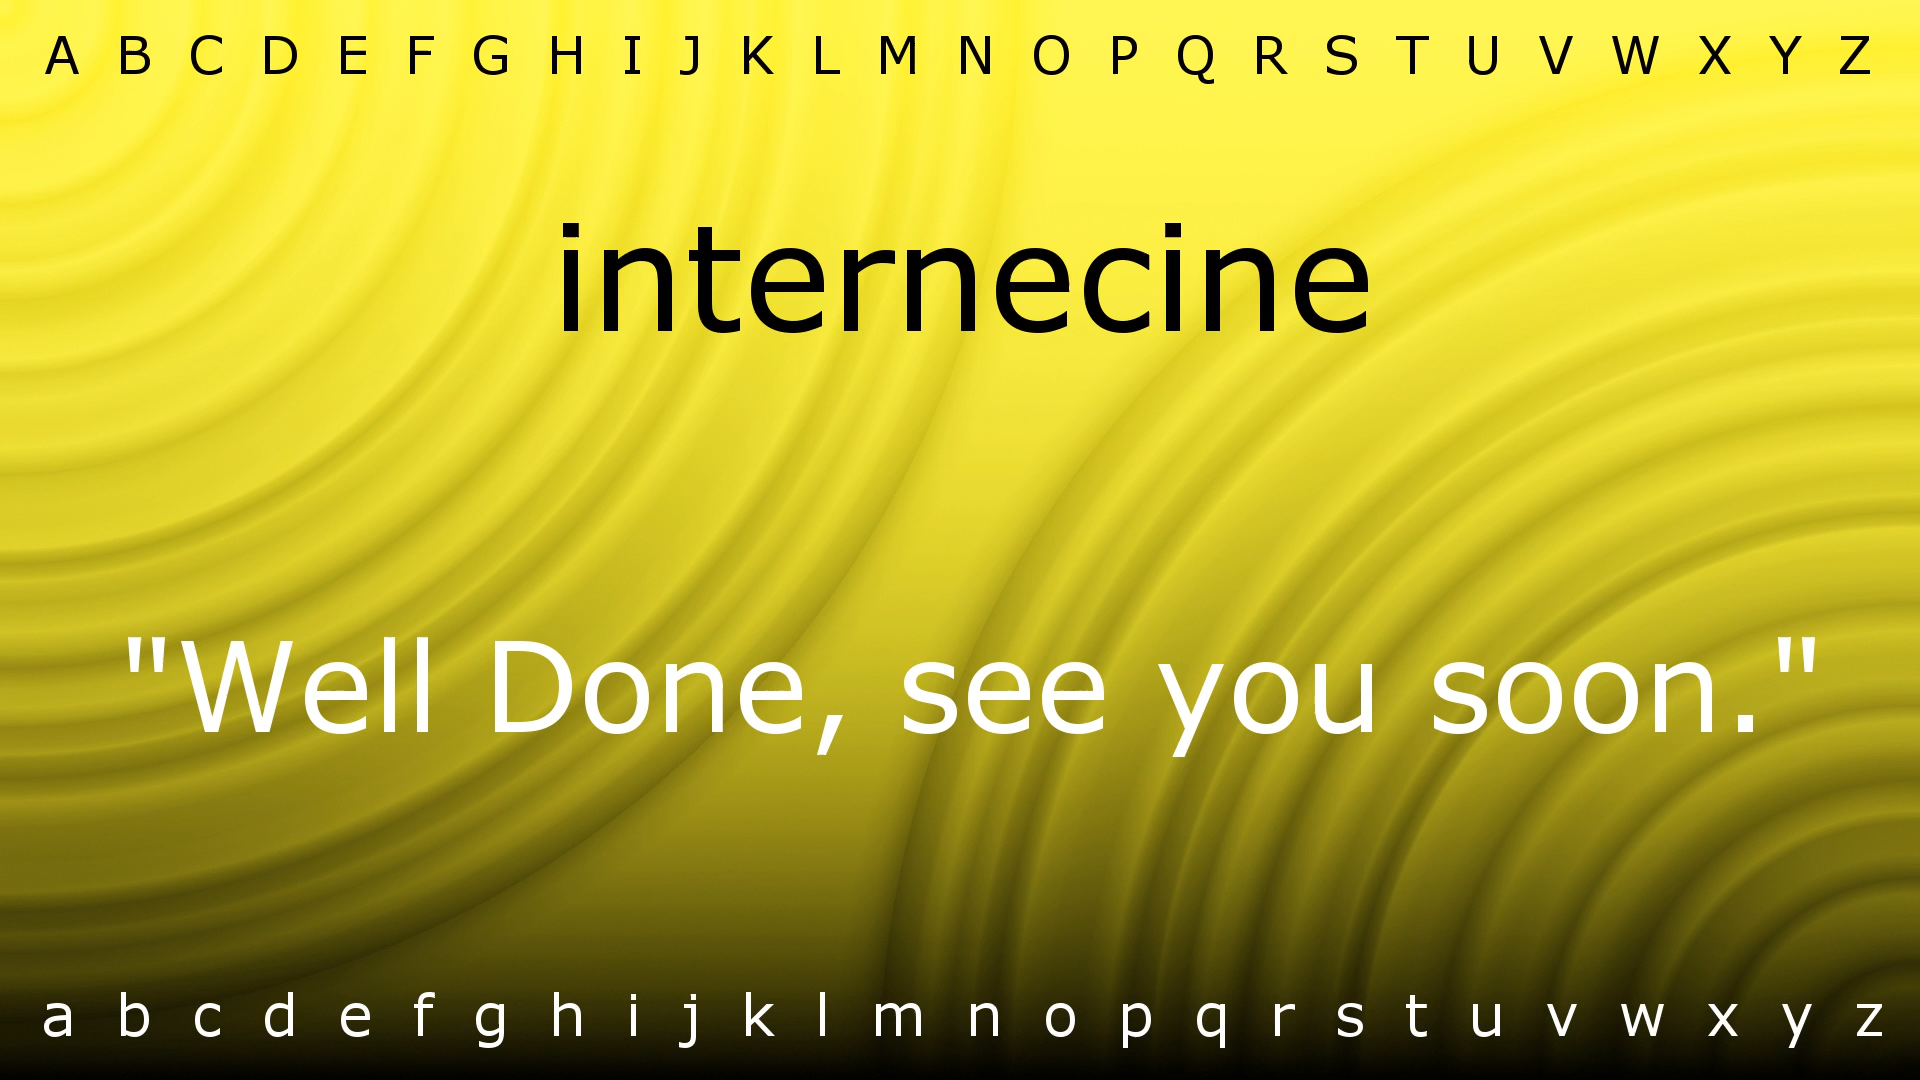 A B C D E F G H I J K L M N O P Q R S T U V W X Y Z
internecine
"Well Done, see you soon."
a b c d e f g h i j k l m n o p q r s t u v w x y z